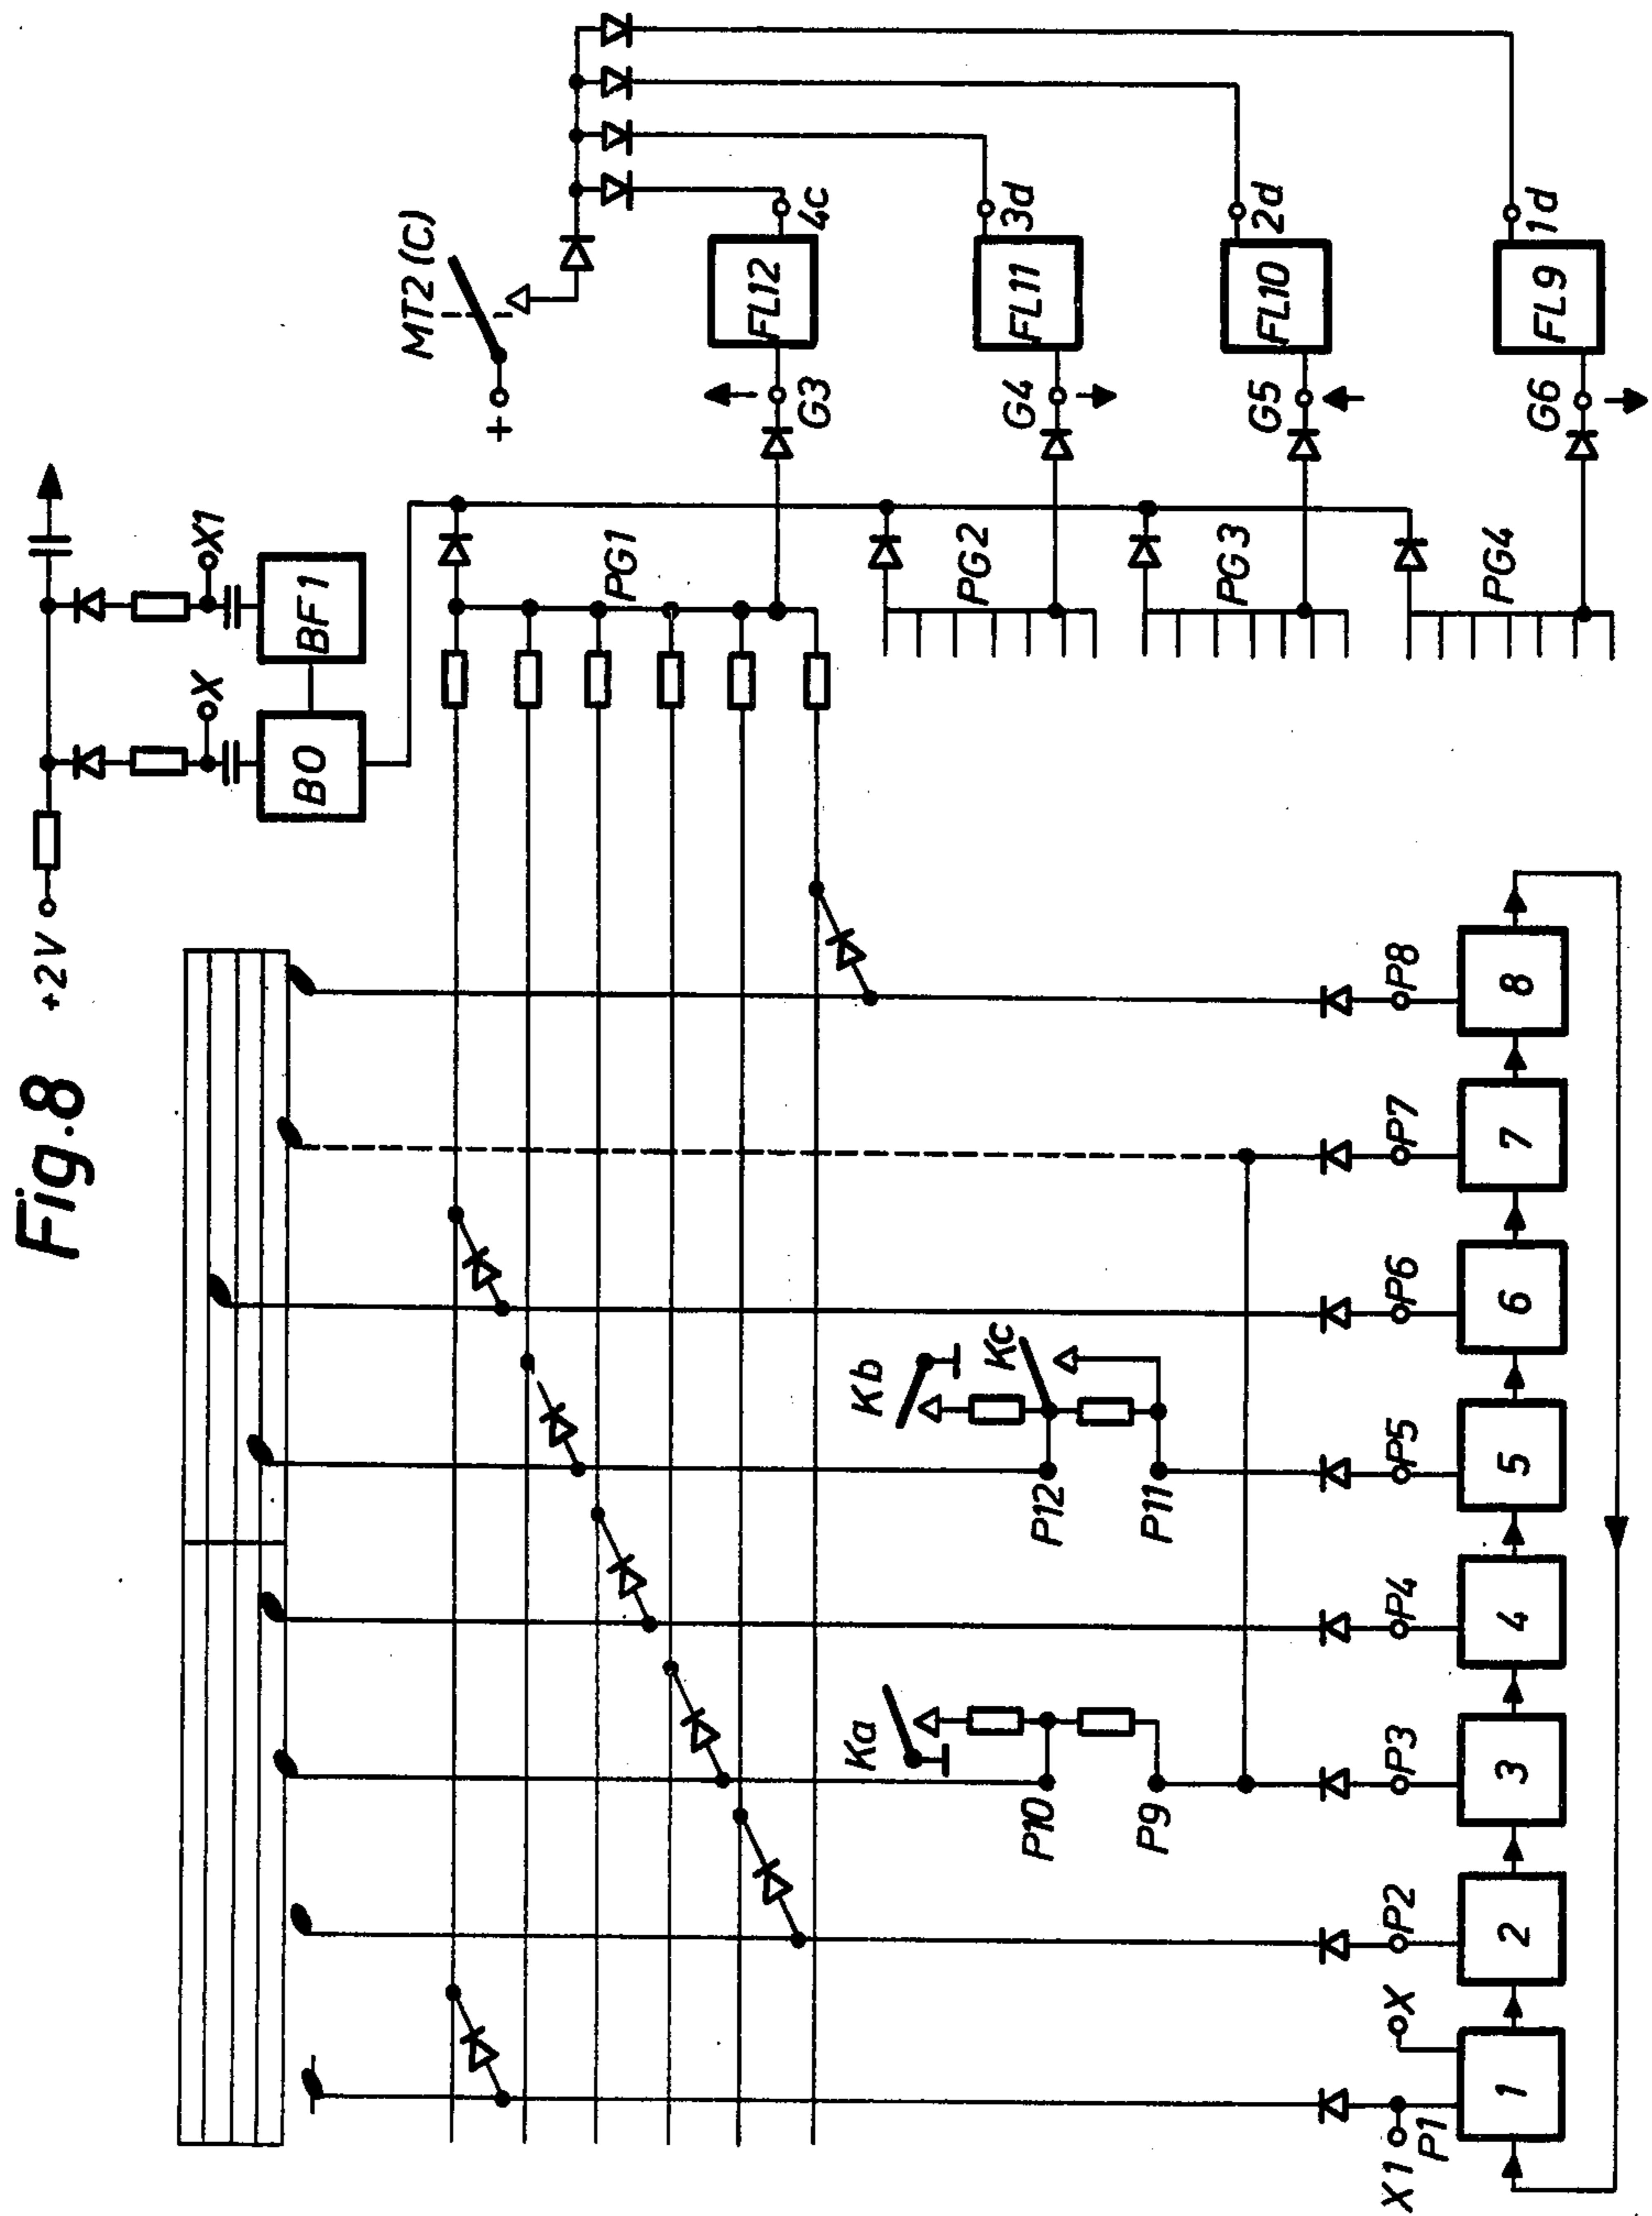 Fig.8
+2V
X
X1
BO
BF1
MT2 (C)
+
PG1
PG2
PG3
PG4
G3
G4
G5
G6
FL12
FL11
FL10
FL9
4c
3d
2d
1d
Ka
Kb
Kc
P10
P9
P12
P11
X1
P1
X
P2
P3
P4
P5
P6
P7
P8
1
2
3
4
5
6
7
8